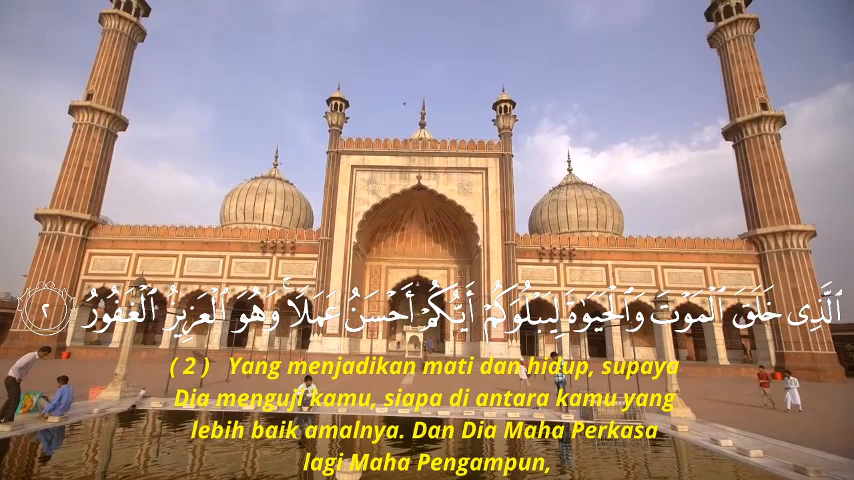 ٱلَّذِى خَلَقَ ٱلْمَوْتَ وَٱلْحَيَوٰةَ لِيَبْلُوَكُمْ أَيُّكُمْ أَحْسَنُ عَمَلًا ۚ وَهُوَ ٱلْعَزِيزُ ٱلْغَفُورُ ٢
( 2 ) Yang menjadikan mati dan hidup, supaya
Dia menguji kamu, siapa di antara kamu yang
lebih baik amalnya. Dan Dia Maha Perkasa
lagi Maha Pengampun,